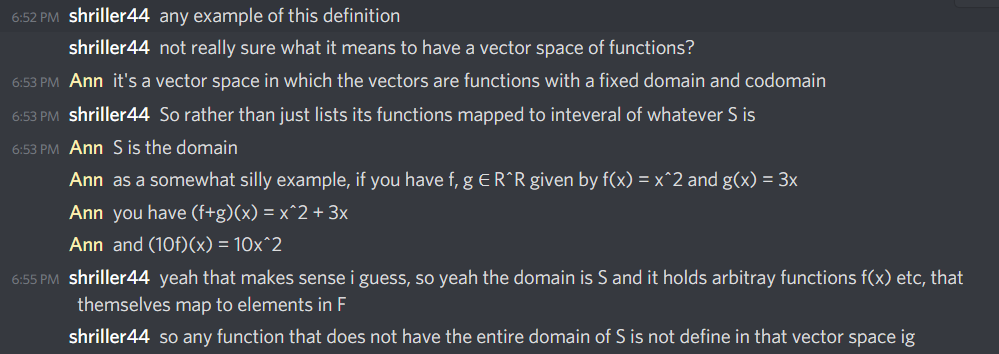 6:52 PM shriller44 any example of this definition
shriller44 not really sure what it means to have a vector space of functions?
6:53 PM Ann it's a vector space in which the vectors are functions with a fixed domain and codomain
6:53 PM shriller44 So rather than just lists its functions mapped to inteveral of whatever S is
6:53 PM Ann S is the domain
Ann as a somewhat silly example, if you have f, g ∈ R^R given by f(x) = x^2 and g(x) = 3x
Ann you have (f+g)(x) = x^2 + 3x
Ann and (10f)(x) = 10x^2
6:55 PM shriller44 yeah that makes sense i guess, so yeah the domain is S and it holds arbitray functions f(x) etc, that
themselves map to elements in F
shriller44 so any function that does not have the entire domain of S is not define in that vector space ig